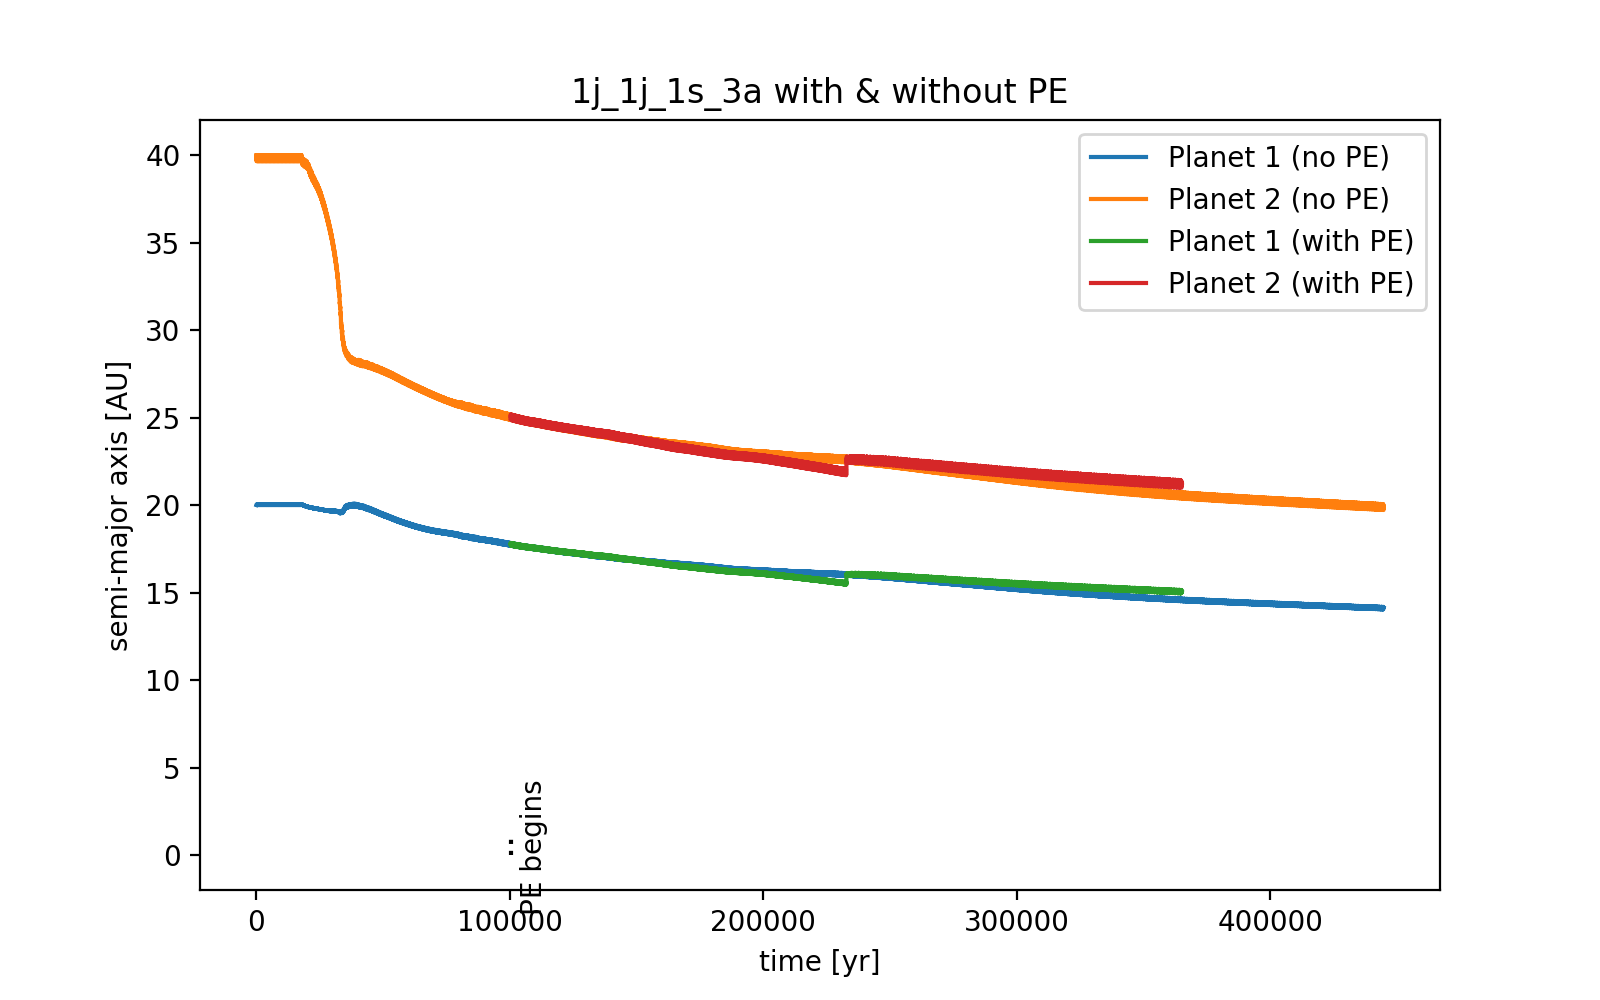 1j_1j_1s_3a with & without PE
Planet 1 (no PE)
Planet 2 (no PE)
Planet 1 (with PE)
Planet 2 (with PE)
semi-major axis [AU]
40
35
30
25
20
15
10
5
0
PE begins
0
100000
200000
300000
400000
time [yr]